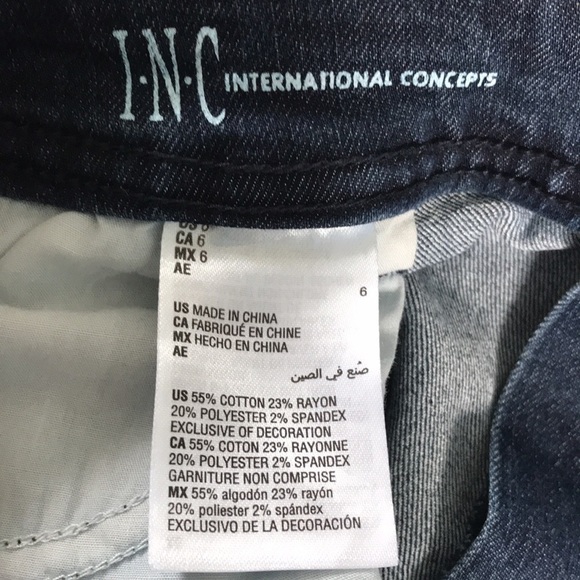 I·N·C INTERNATIONAL CONCEPTS
CA 6
MX 6
AE
6
US MADE IN CHINA
CA FABRIQUÉ EN CHINE
MX HECHO EN CHINA
AE
صُنع في الصين
US 55% COTTON 23% RAYON
20% POLYESTER 2% SPANDEX
EXCLUSIVE OF DECORATION
CA 55% COTON 23% RAYONNE
20% POLYESTER 2% SPANDEX
GARNITURE NON COMPRISE
MX 55% algodón 23% rayón
20% poliester 2% spándex
EXCLUSIVO DE LA DECORACIÓN